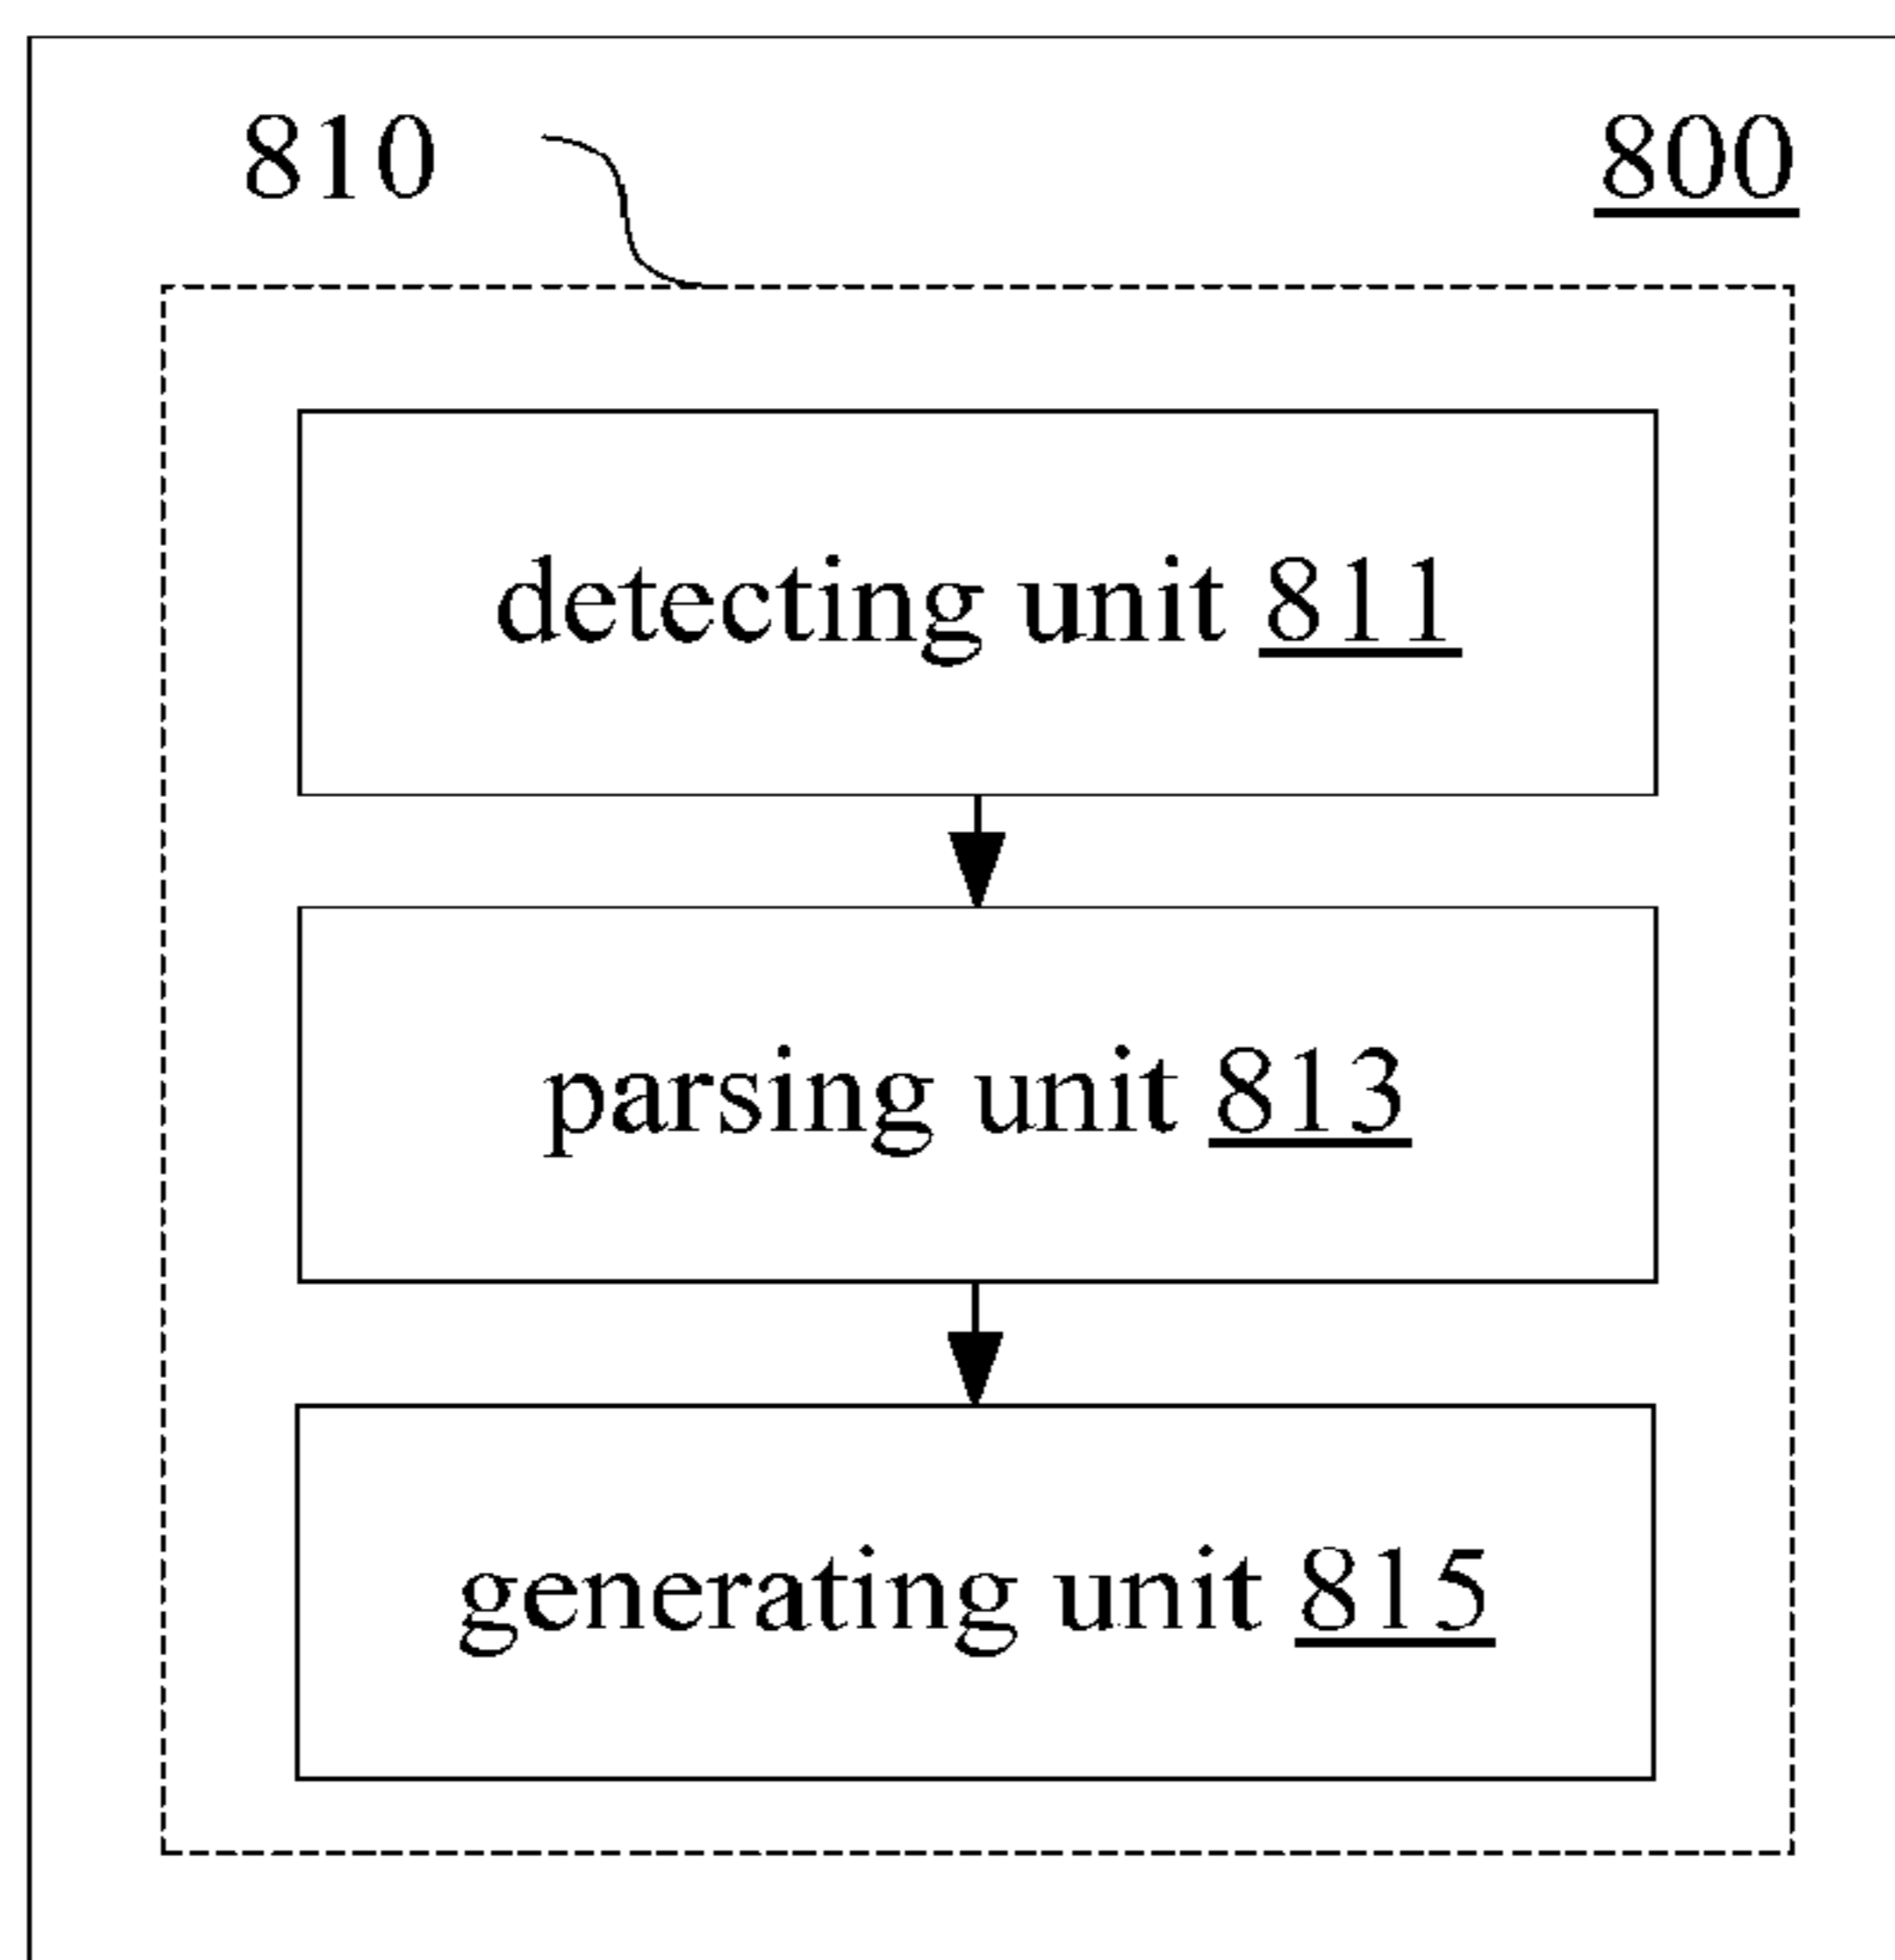 810 800
detecting unit 811
parsing unit 813
generating unit 815